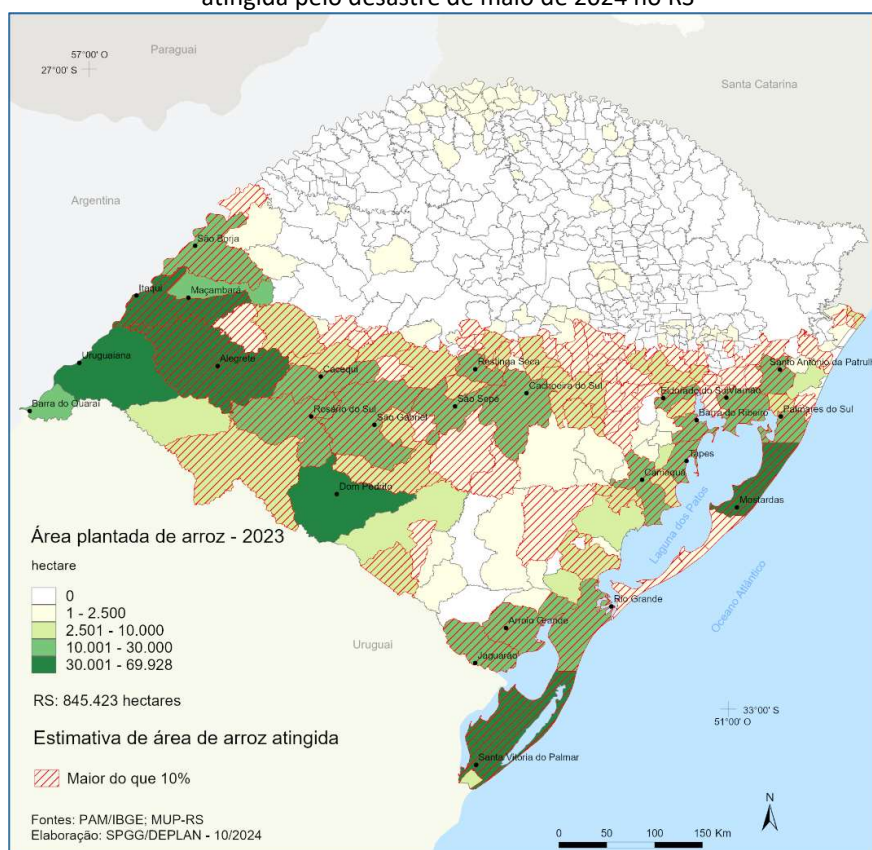 atingida pelo desastre de maio de 2024 no RS
57°00' O
27°00' S
Paraguai
Santa Catarina
Argentina
São Borja
Itaqui
Maçambará
Uruguaiana
Alegrete
Cacequi
Restinga Seca
Santo Antônio da Patrulh
Barra do Quaraí
Rosário do Sul
São Gabriel
São Sepé
Cachoeira do Sul
Eldorado do Sul
Viamão
Barra do Ribeiro
Palmares do Sul
Tapes
Camaquã
Dom Pedrito
Mostardas
Laguna dos Patos
Oceano Atlântico
Rio Grande
Arroio Grande
Jaguarão
Uruguai
Santa Vitória do Palmar
33°00' S
51°00' O
Área plantada de arroz - 2023
hectare
0
1 - 2.500
2.501 - 10.000
10.001 - 30.000
30.001 - 69.928
RS: 845.423 hectares
Estimativa de área de arroz atingida
Maior do que 10%
Fontes: PAM/IBGE; MUP-RS
Elaboração: SPGG/DEPLAN - 10/2024
N
0 50 100 150 Km